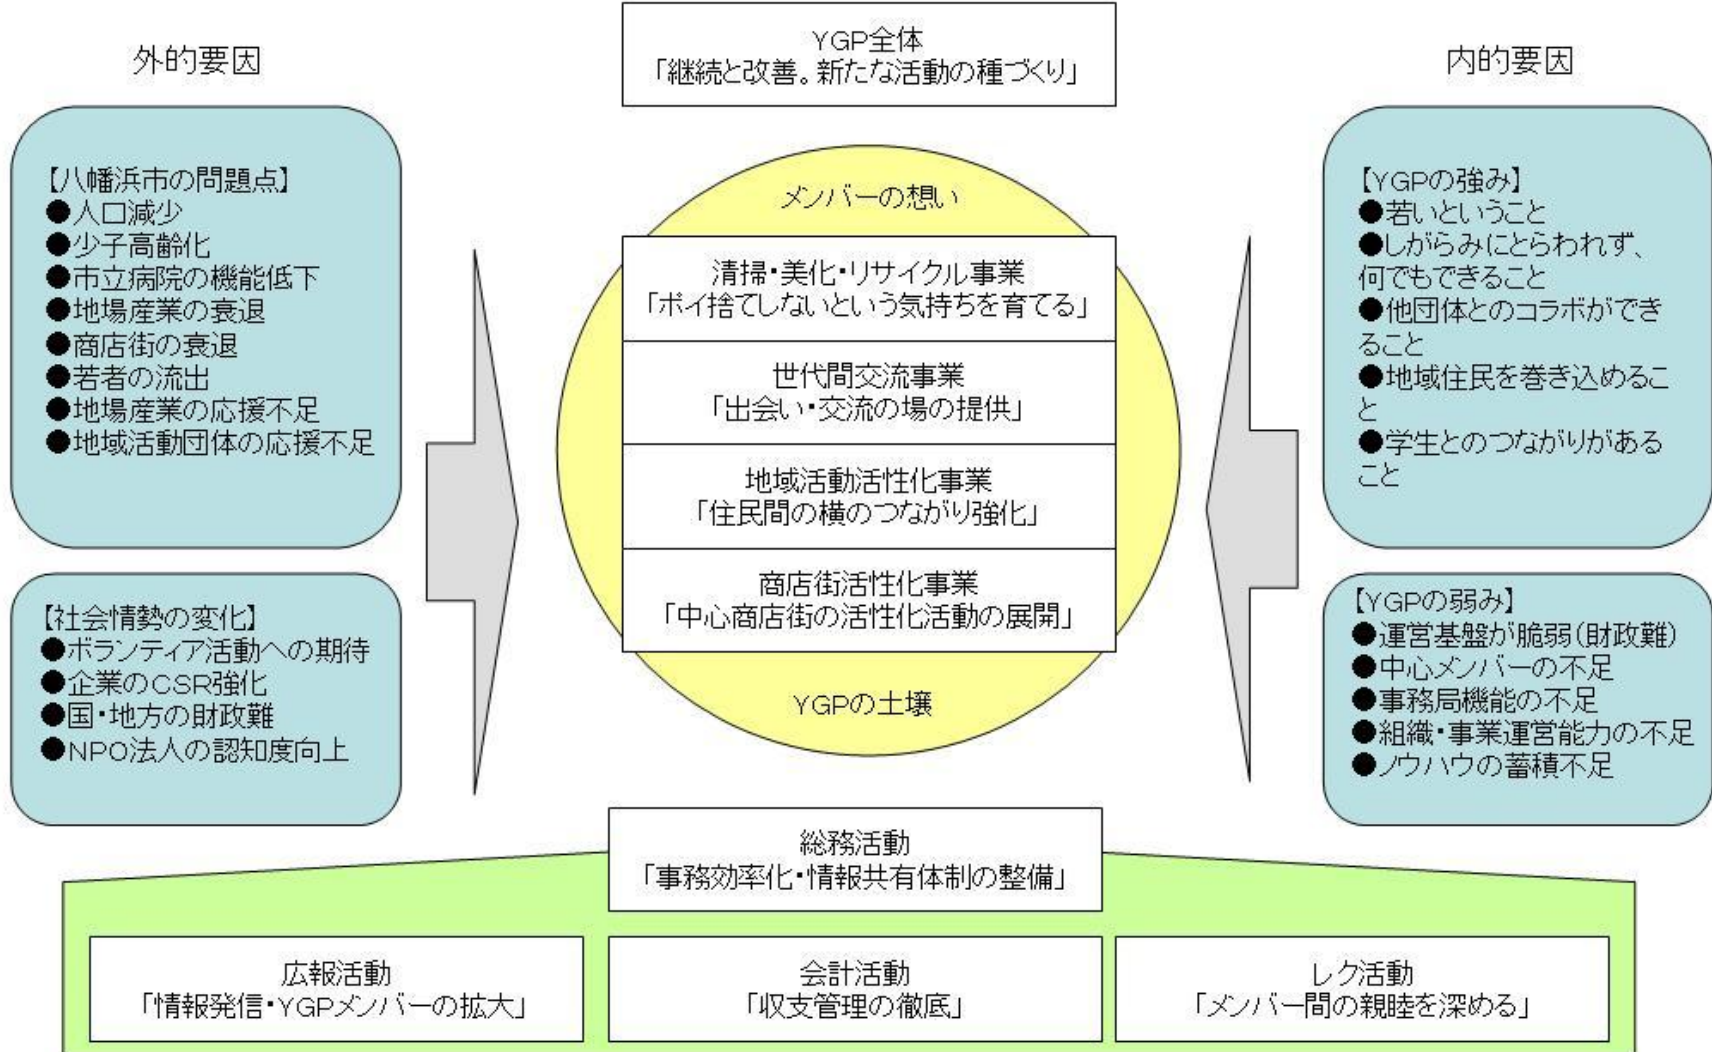 YGP全体
「継続と改善。新たな活動の種づくり」
外的要因
【八幡浜市の問題点】
●人口減少
●少子高齢化
●市立病院の機能低下
●地場産業の衰退
●商店街の衰退
●若者の流出
●地場産業の応援不足
●地域活動団体の応援不足
【社会情勢の変化】
●ボランティア活動への期待
●企業のCSR強化
●国・地方の財政難
●NPO法人の認知度向上
メンバーの想い
清掃・美化・リサイクル事業
「ポイ捨てしないという気持ちを育てる」
世代間交流事業
「出会い・交流の場の提供」
地域活動活性化事業
「住民間の横のつながり強化」
商店街活性化事業
「中心商店街の活性化活動の展開」
YGPの土壌
内的要因
【YGPの強み】
●若いということ
●しがらみにとらわれず、
何でもできること
●他団体とのコラボができ
ること
●地域住民を巻き込めるこ
と
●学生とのつながりがある
こと
【YGPの弱み】
●運営基盤が脆弱(財政難)
●中心メンバーの不足
●事務局機能の不足
●組織・事業運営能力の不足
●ノウハウの蓄積不足
総務活動
「事務効率化・情報共有体制の整備」
広報活動
「情報発信・YGPメンバーの拡大」
会計活動
「収支管理の徹底」
レク活動
「メンバー間の親睦を深める」